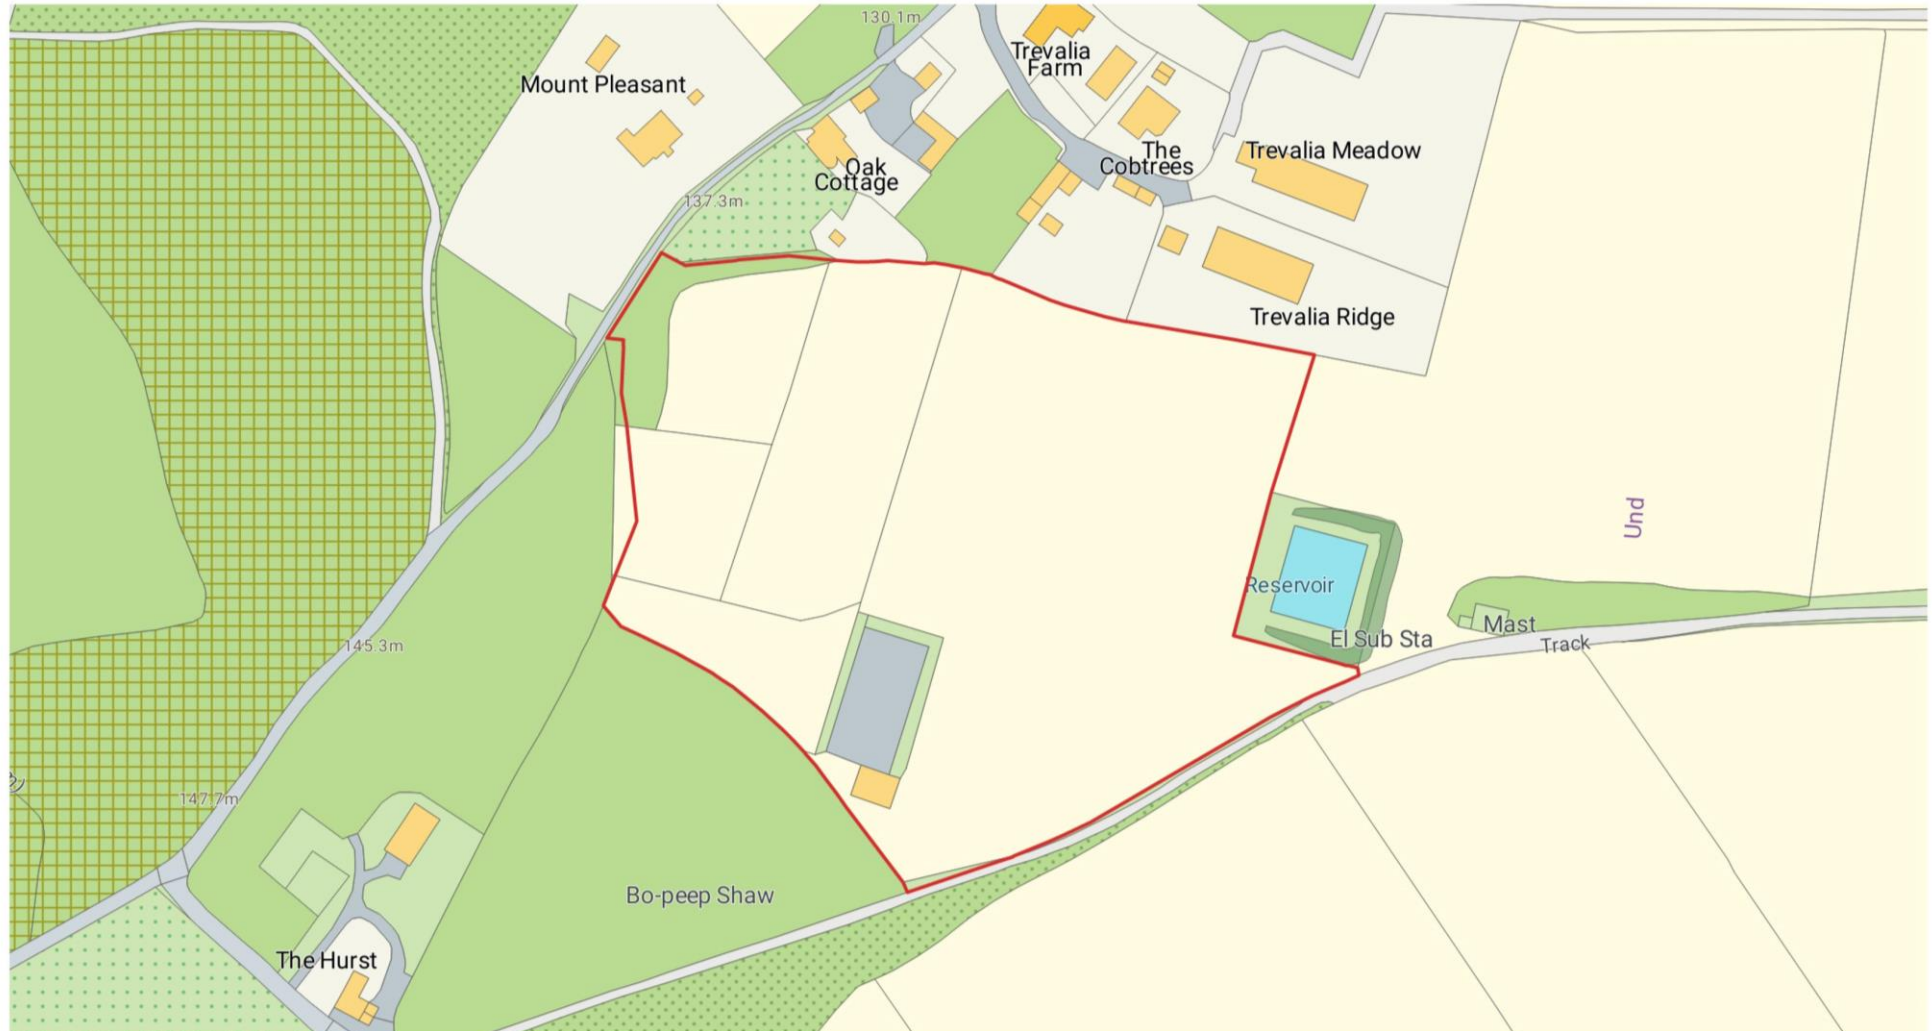 130.1m
Trevalia
Farm
Mount Pleasant
The
Cobtrees
Trevalia Meadow
Oak
Cottage
137.3m
Trevalia Ridge
Und
Reservoir
Mast
El Sub Sta
Track
145.3m
147.7m
Bo-peep Shaw
The Hurst